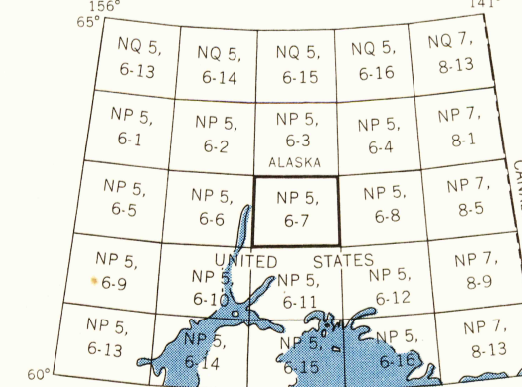 156°
141°
65°
NQ 5,
6-13
NQ 5,
6-14
NQ 5,
6-15
NQ 5,
6-16
NQ 7,
8-13
NP 5,
6-1
NP 5,
6-2
NP 5,
6-3
ALASKA
NP 5,
6-4
NP 7,
8-1
NP 5,
6-5
NP 5,
6-6
NP 5,
6-7
NP 5,
6-8
NP 7,
8-5
UNITED STATES
NP 5,
6-9
NP 5,
6-10
NP 5,
6-11
NP 5,
6-12
NP 7,
8-9
NP 5,
6-13
NP 5,
6-14
NP 5,
6-15
NP 5,
6-16
NP 7,
8-13
60°